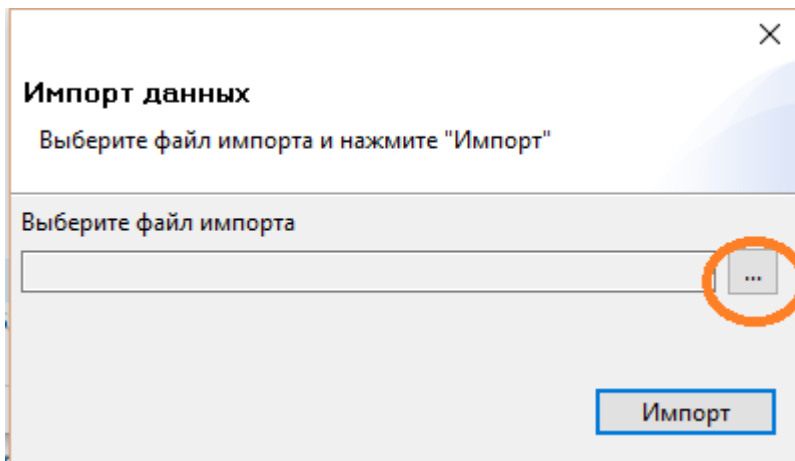 Импорт данных
Выберите файл импорта и нажмите "Импорт"
Выберите файл импорта
...
Импорт